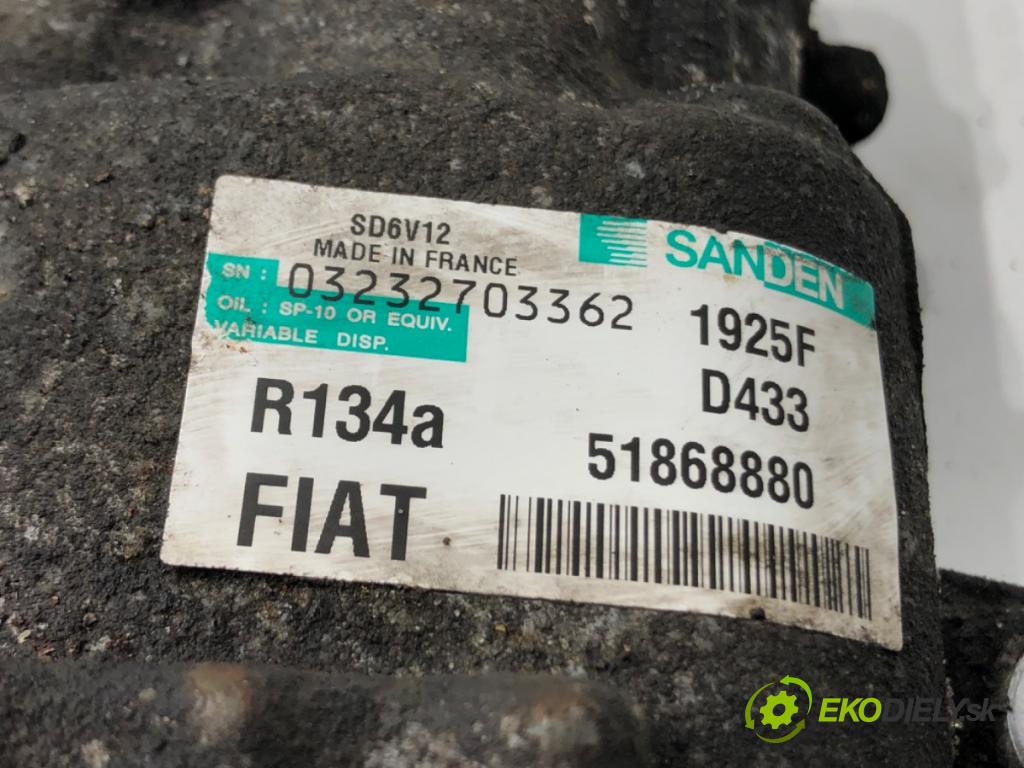 SD6V12
MADE IN FRANCE
SANDEN
SN : 03232703362
OIL : SP-10 OR EQUIV.
VARIABLE DISP.
1925F
R134a
D433
51868880
FIAT
EKODIELY.sk